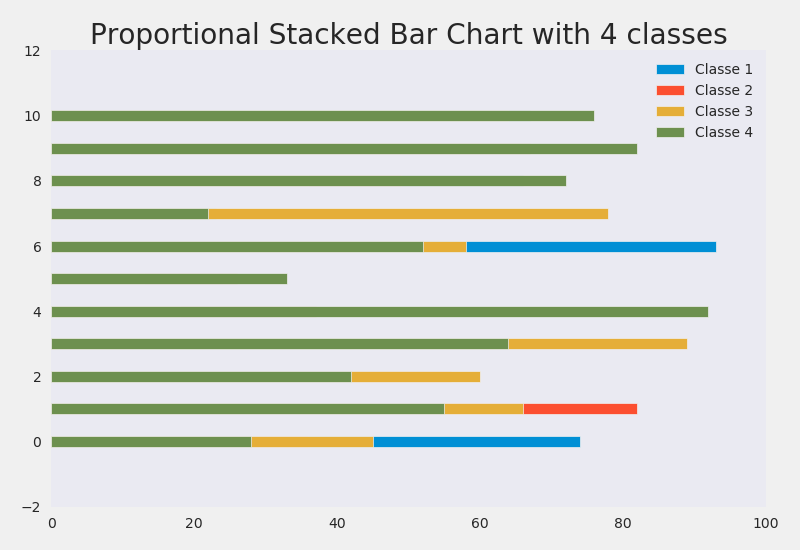 Proportional Stacked Bar Chart with 4 classes
12
10
8
6
4
2
0
−2
0 20 40 60 80 100
Classe 1
Classe 2
Classe 3
Classe 4